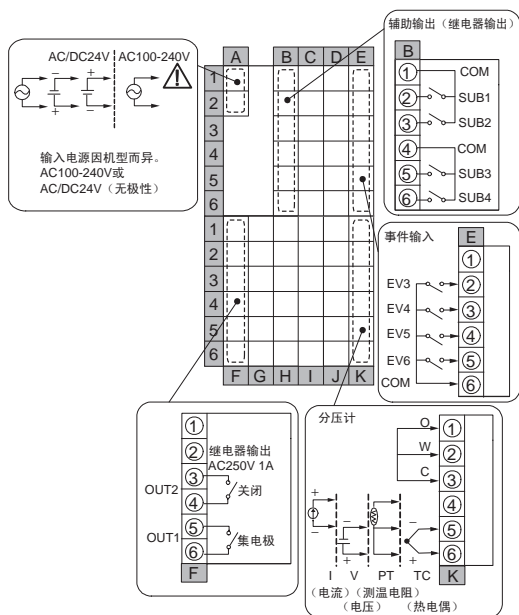 AC/DC24V AC100-240V
− +
+ −
输入电源因机型而异。
AC100-240V或
AC/DC24V（无极性）
A B C D E
1
2
3
4
5
6
1
2
3
4
5
6
F G H I J K
辅助输出（继电器输出）
B
① COM
② SUB1
③ SUB2
④ COM
⑤ SUB3
⑥ SUB4
事件输入
E
①
EV3 ②
EV4 ③
EV5 ④
EV6 ⑤
COM ⑥
①
②
继电器输出
AC250V 1A
③
OUT2 关闭
④
⑤
OUT1 集电极
⑥
F
分压计
O ①
W ②
C ③
④
⑤
⑥
+ − −
− + +
I V PT TC K
（电流）（测温电阻）
（电压） （热电偶）